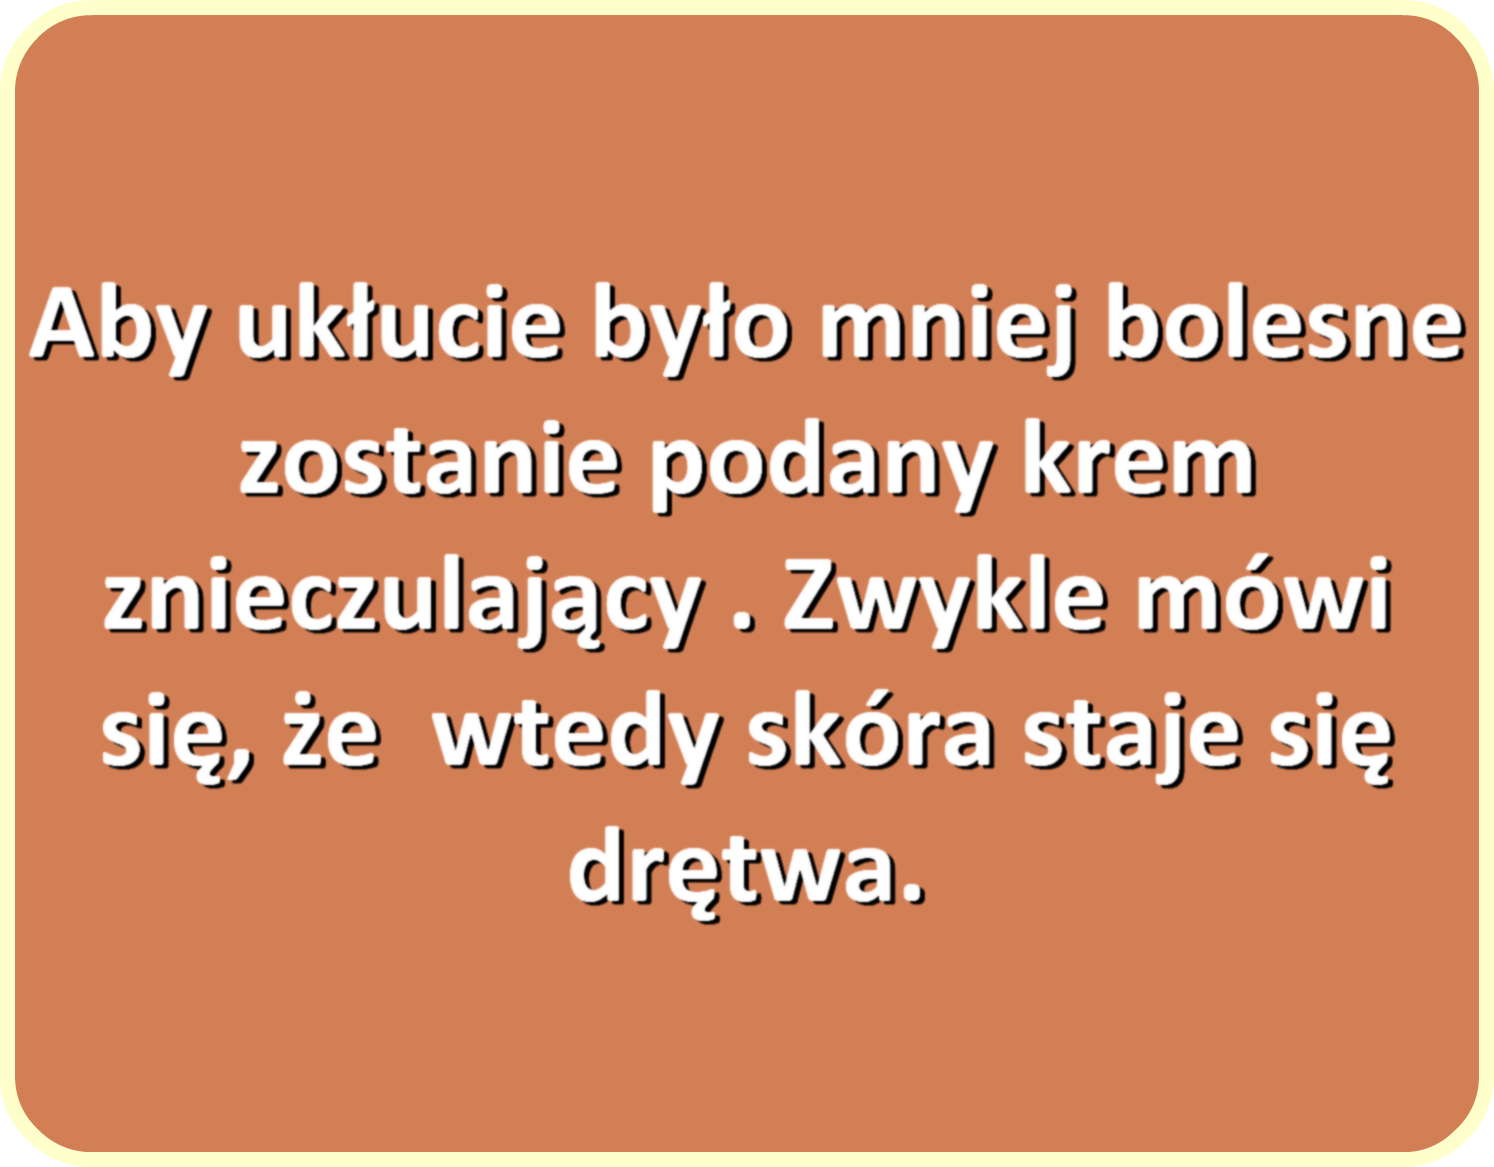 Aby ukłucie było mniej bolesne
zostanie podany krem
znieczulający . Zwykle mówi
się, że  wtedy skóra staje się
drętwa.